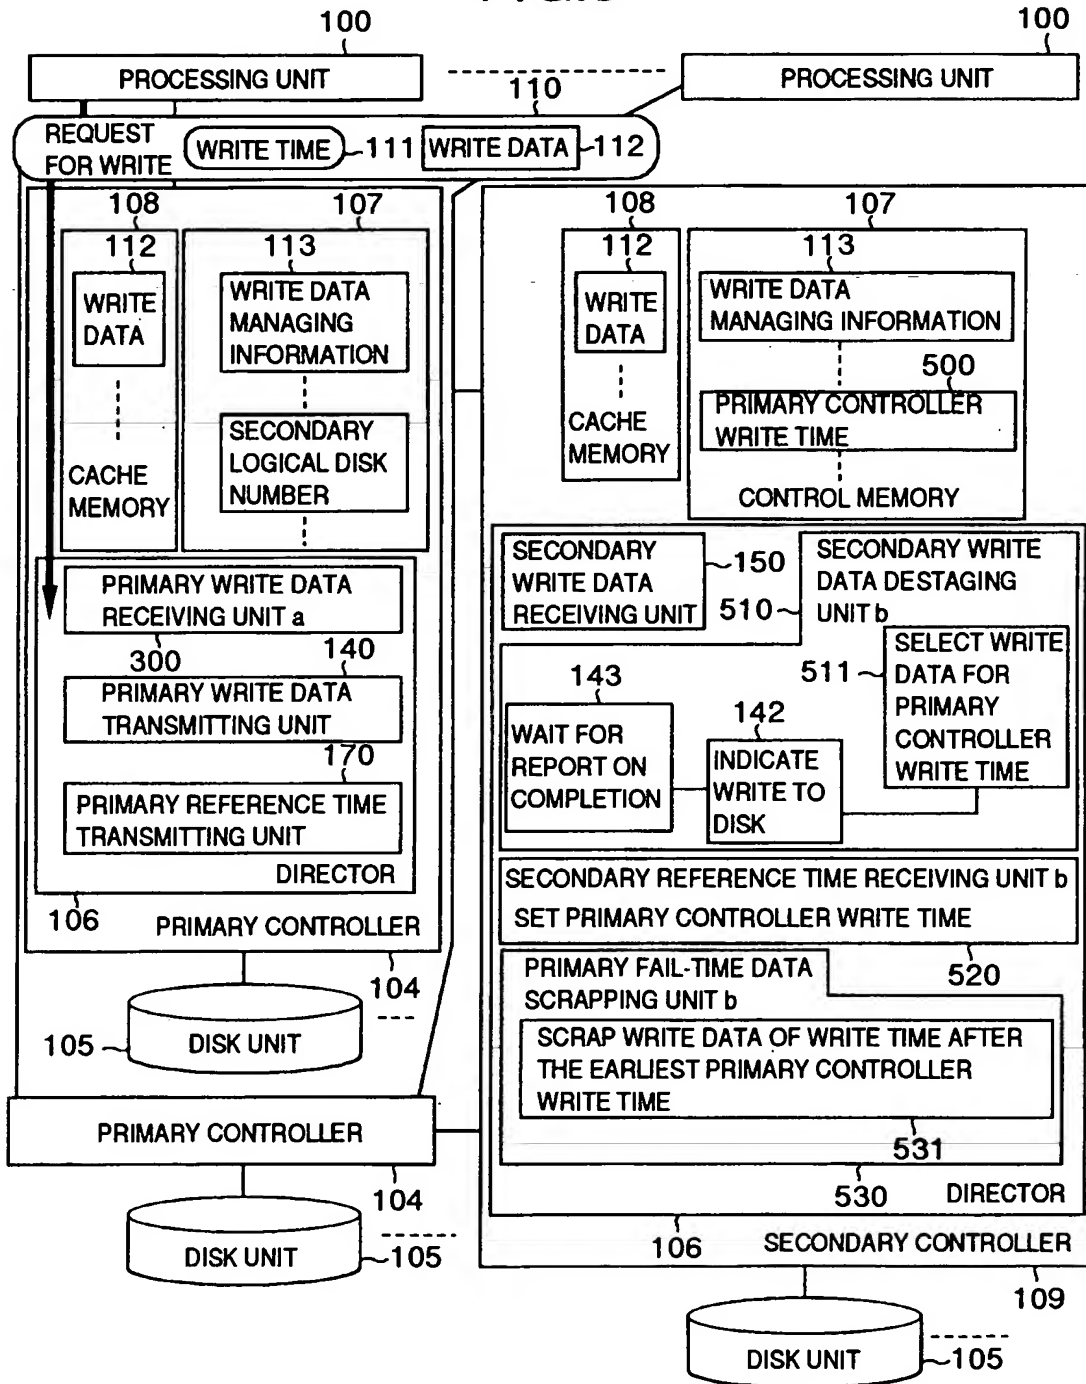 100
PROCESSING UNIT
100
PROCESSING UNIT
110
REQUEST
FOR WRITE
WRITE TIME
111
WRITE DATA
112
108
107
112
WRITE
DATA
CACHE
MEMORY
113
WRITE DATA
MANAGING
INFORMATION
SECONDARY
LOGICAL DISK
NUMBER
PRIMARY WRITE DATA
RECEIVING UNIT a
300
140
PRIMARY WRITE DATA
TRANSMITTING UNIT
170
PRIMARY REFERENCE TIME
TRANSMITTING UNIT
DIRECTOR
106
PRIMARY CONTROLLER
104
105
DISK UNIT
PRIMARY CONTROLLER
104
DISK UNIT
105
108
107
112
WRITE
DATA
CACHE
MEMORY
113
WRITE DATA
MANAGING INFORMATION
500
PRIMARY CONTROLLER
WRITE TIME
CONTROL MEMORY
SECONDARY
WRITE DATA
RECEIVING UNIT
150
510
SECONDARY WRITE
DATA DESTAGING
UNIT b
511
SELECT WRITE
DATA FOR
PRIMARY
CONTROLLER
WRITE TIME
143
WAIT FOR
REPORT ON
COMPLETION
142
INDICATE
WRITE TO
DISK
SECONDARY REFERENCE TIME RECEIVING UNIT b
SET PRIMARY CONTROLLER WRITE TIME
520
PRIMARY FAIL-TIME DATA
SCRAPPING UNIT b
SCRAP WRITE DATA OF WRITE TIME AFTER
THE EARLIEST PRIMARY CONTROLLER
WRITE TIME
531
530
DIRECTOR
106
SECONDARY CONTROLLER
109
DISK UNIT
105